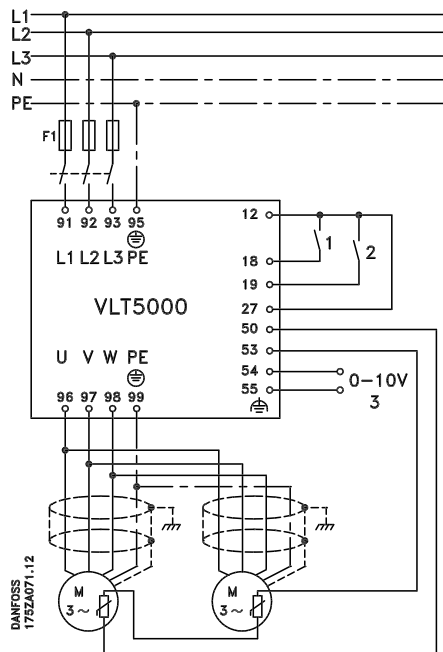 L1
L2
L3
N
PE
F1
91 92 93 95
L1 L2 L3 PE
VLT5000
U V W PE
96 97 98 99
12
18
19
27
50
53
54
55
1
2
0-10V
3
M
3~
M
3~
DANFOSS
175ZA071.12